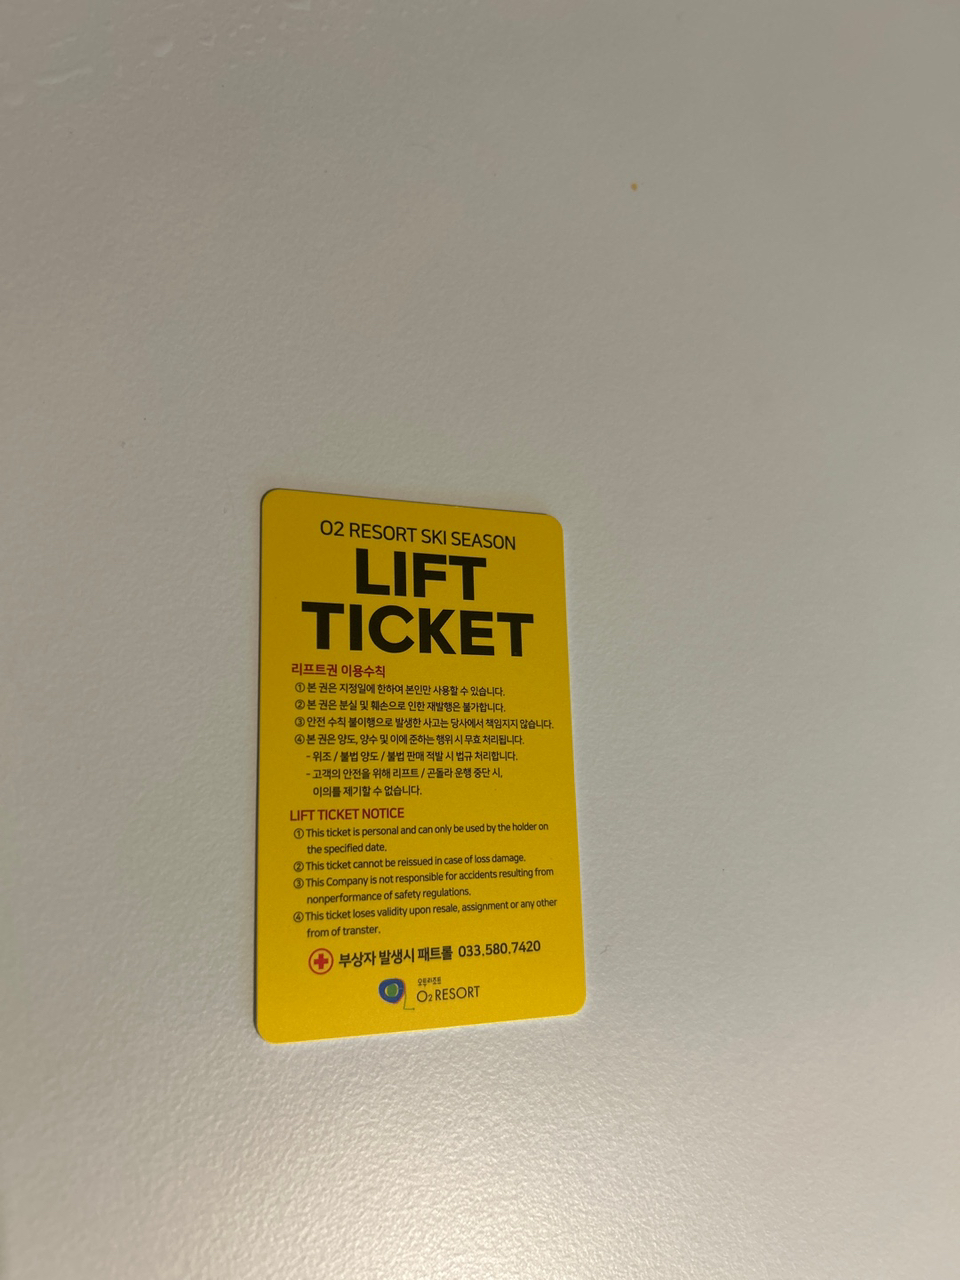 O2 RESORT SKI SEASON
LIFT
TICKET
리프트권 이용수칙
① 본 권은 지정일에 한하여 본인만 사용할 수 있습니다.
② 본 권은 분실 및 훼손으로 인한 재발행은 불가합니다.
③ 안전 수칙 불이행으로 발생한 사고는 당사에서 책임지지 않습니다.
④ 본 권은 양도, 양수 및 이에 준하는 행위 시 무효 처리됩니다.
- 위조 / 불법 양도 / 불법 판매 적발 시 법규 처리합니다.
- 고객의 안전을 위해 리프트 / 곤돌라 운행 중단 시,
이의를 제기할 수 없습니다.
LIFT TICKET NOTICE
① This ticket is personal and can only be used by the holder on
the specified date.
② This ticket cannot be reissued in case of loss damage.
③ This Company is not responsible for accidents resulting from
nonperformance of safety regulations.
④ This ticket loses validity upon resale, assignment or any other
from of transter.
부상자 발생시 패트롤 033.580.7420
오투리조트
O2 RESORT